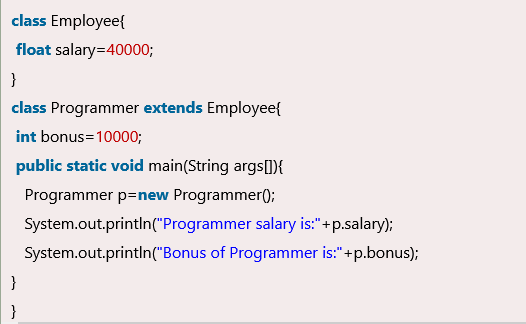 class Employee{
float salary=40000;
}
class Programmer extends Employee{
int bonus=10000;
public static void main(String args[]){
Programmer p=new Programmer();
System.out.println("Programmer salary is:"+p.salary);
System.out.println("Bonus of Programmer is:"+p.bonus);
}
}